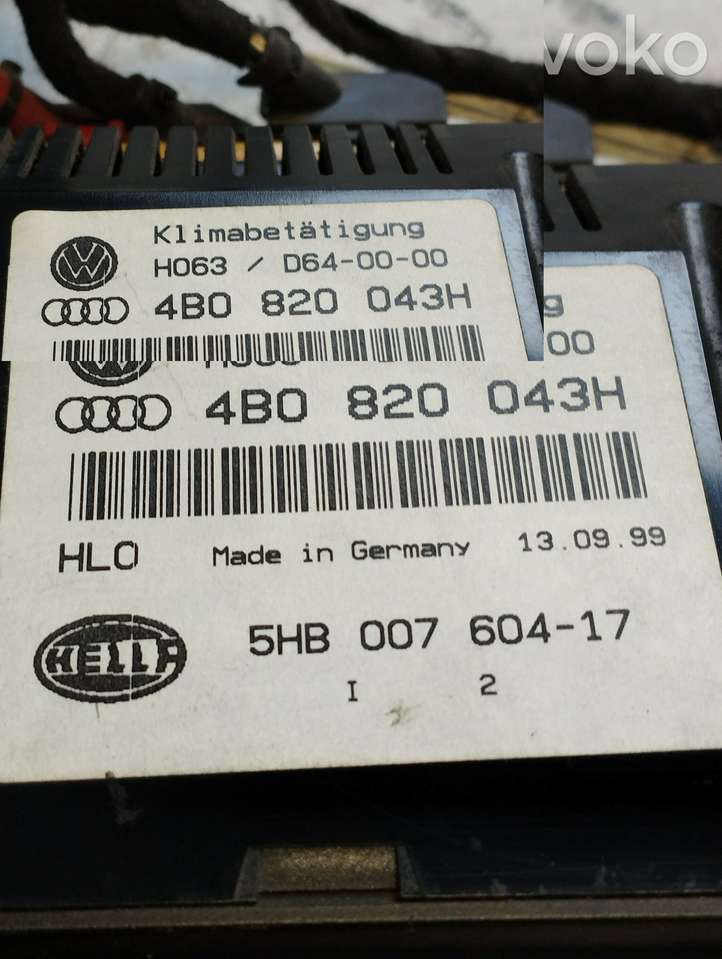 voko
Klimabetätigung
H063 / D64-00-00
4B0 820 043H
g
00
4B0 820 043H
HLO Made in Germany 13.09.99
HELLA 5HB 007 604-17
I 2